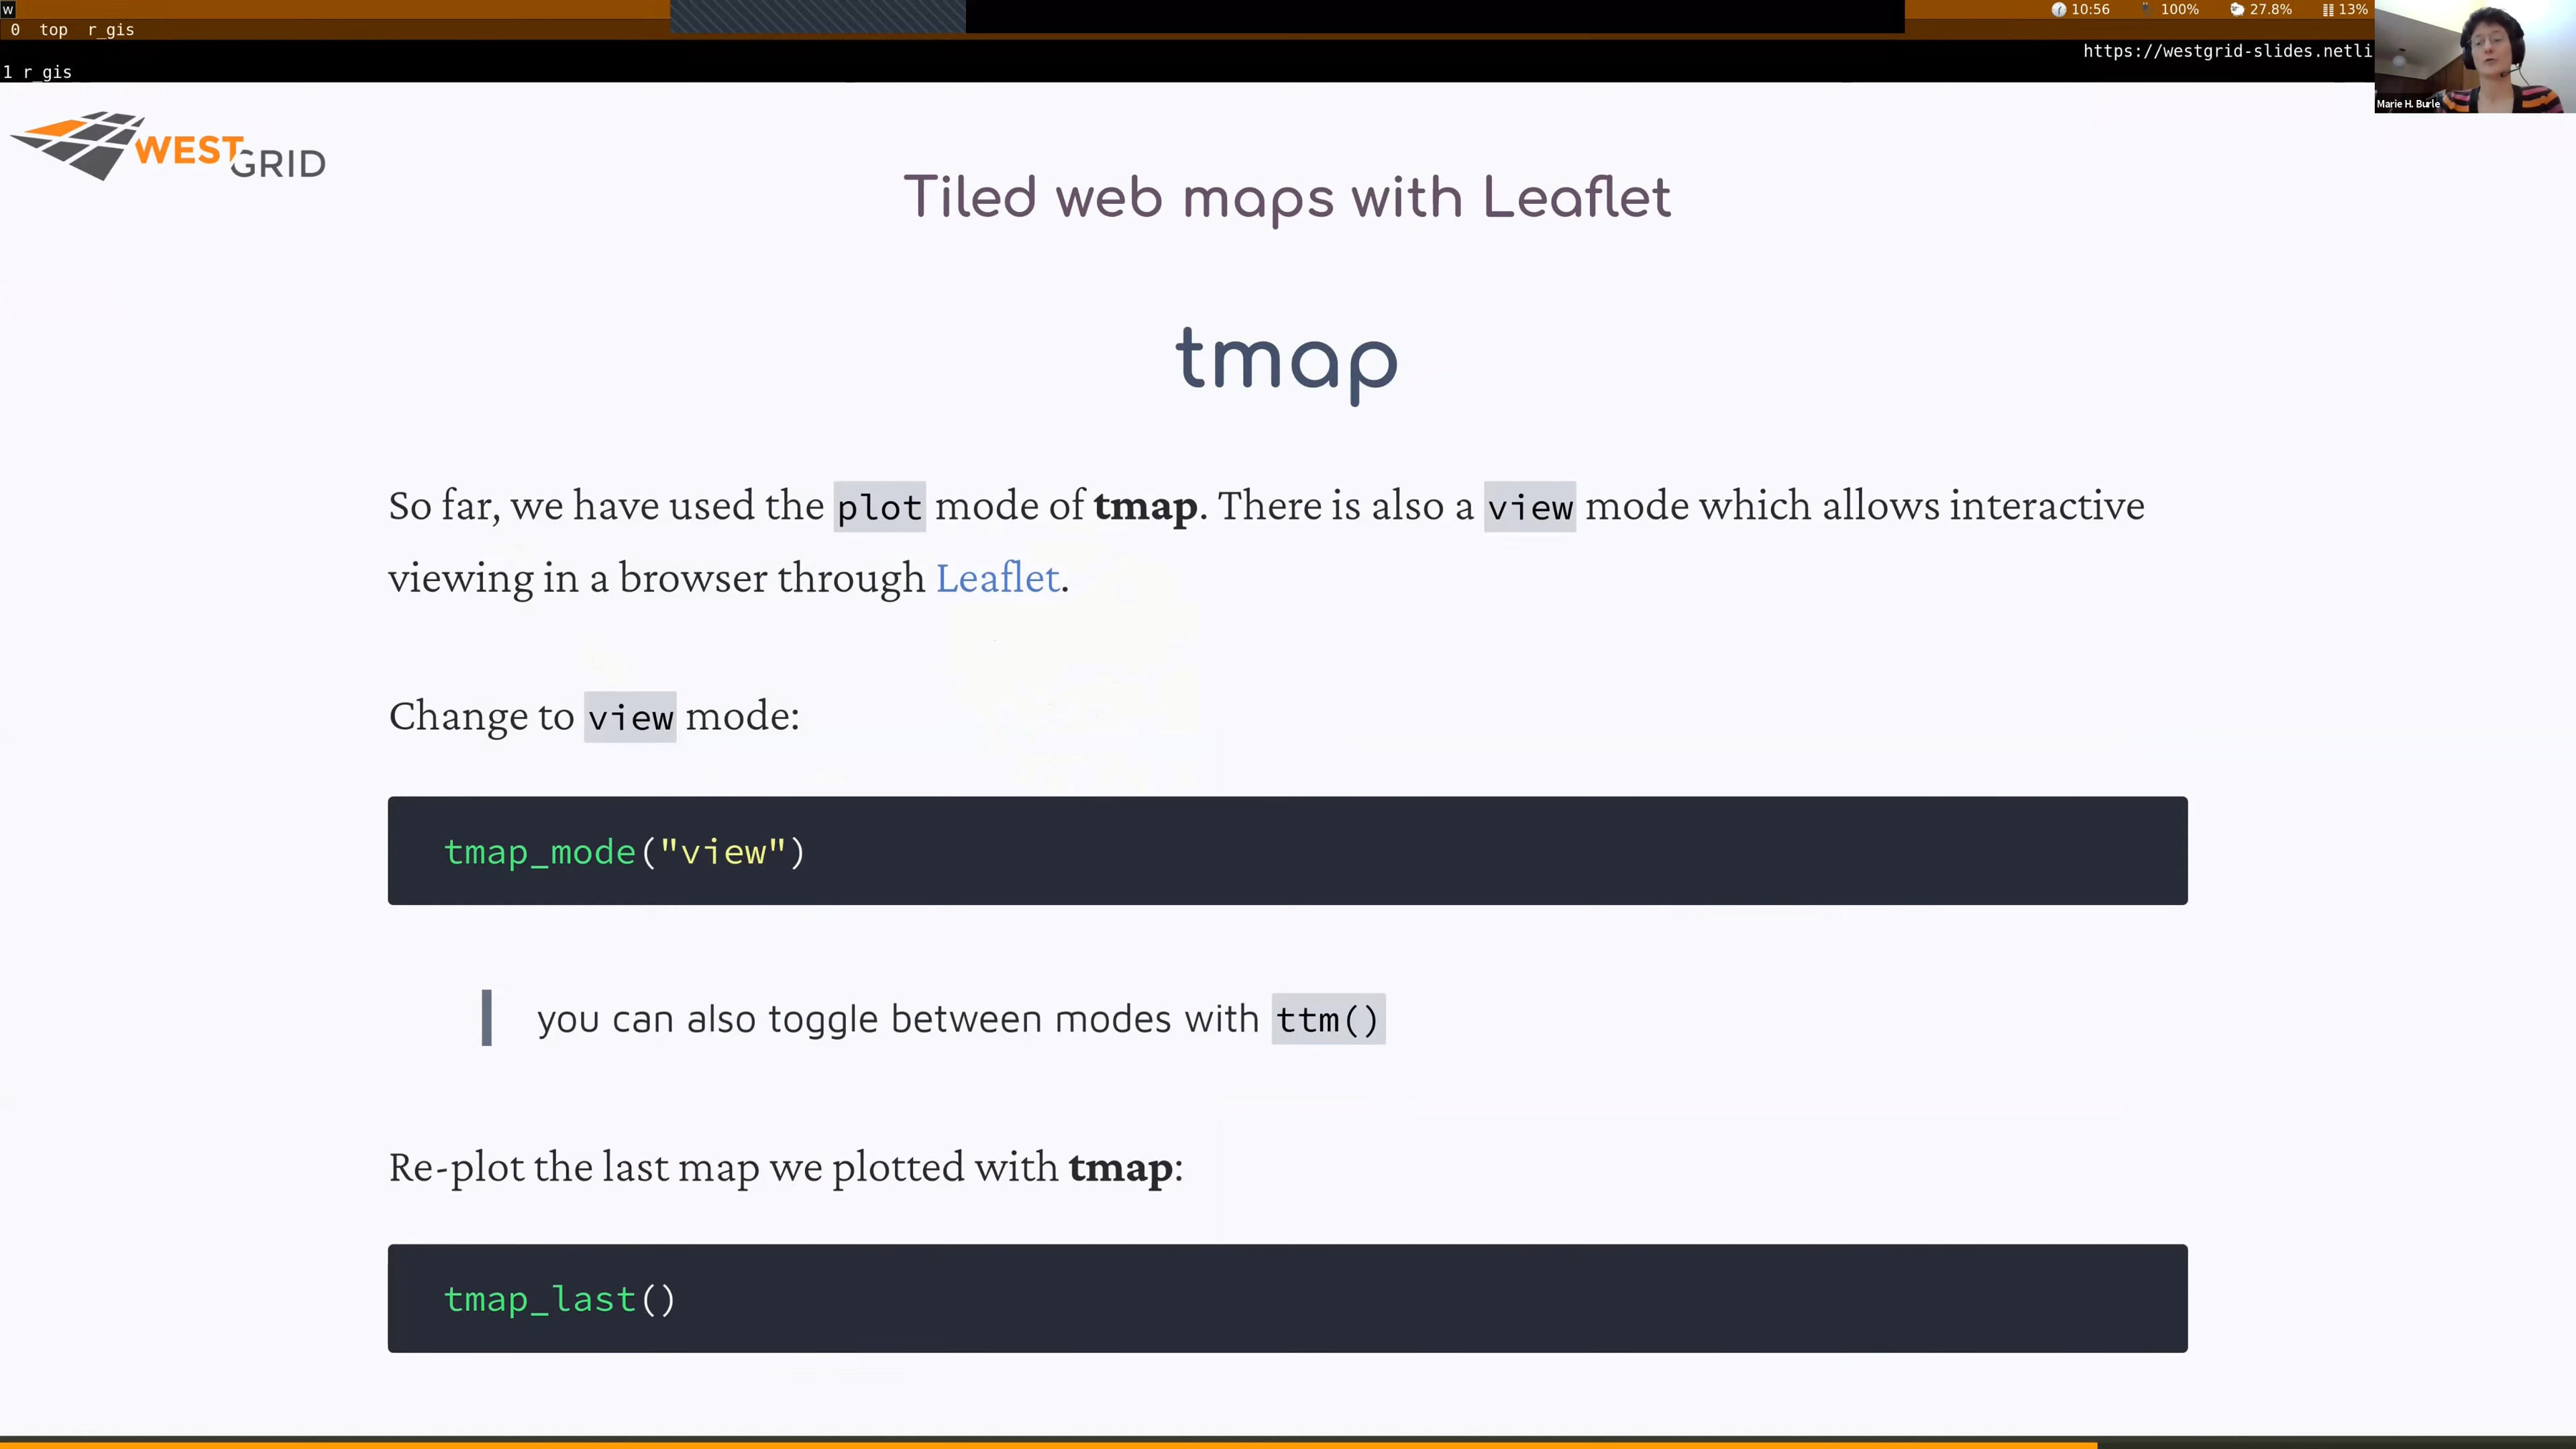 W
10:56 100% 27.8% 13%
0 top r_gis
https://westgrid-slides.netli
1 r_gis
Marie H. Burle
WESTGRID
Tiled web maps with Leaflet
tmap
So far, we have used the plot mode of tmap. There is also a view mode which allows interactive
viewing in a browser through Leaflet.
Change to view mode:
tmap_mode("view")
you can also toggle between modes with ttm()
Re-plot the last map we plotted with tmap:
tmap_last()